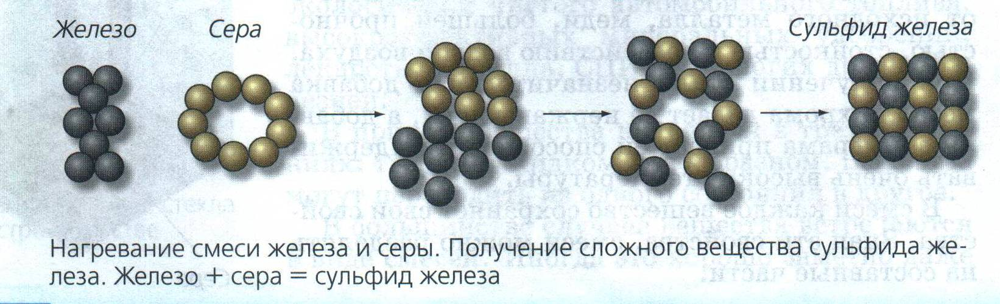 Железо
Сера
Сульфид железа
Нагревание смеси железа и серы. Получение сложного вещества сульфида же-
леза. Железо + сера = сульфид железа